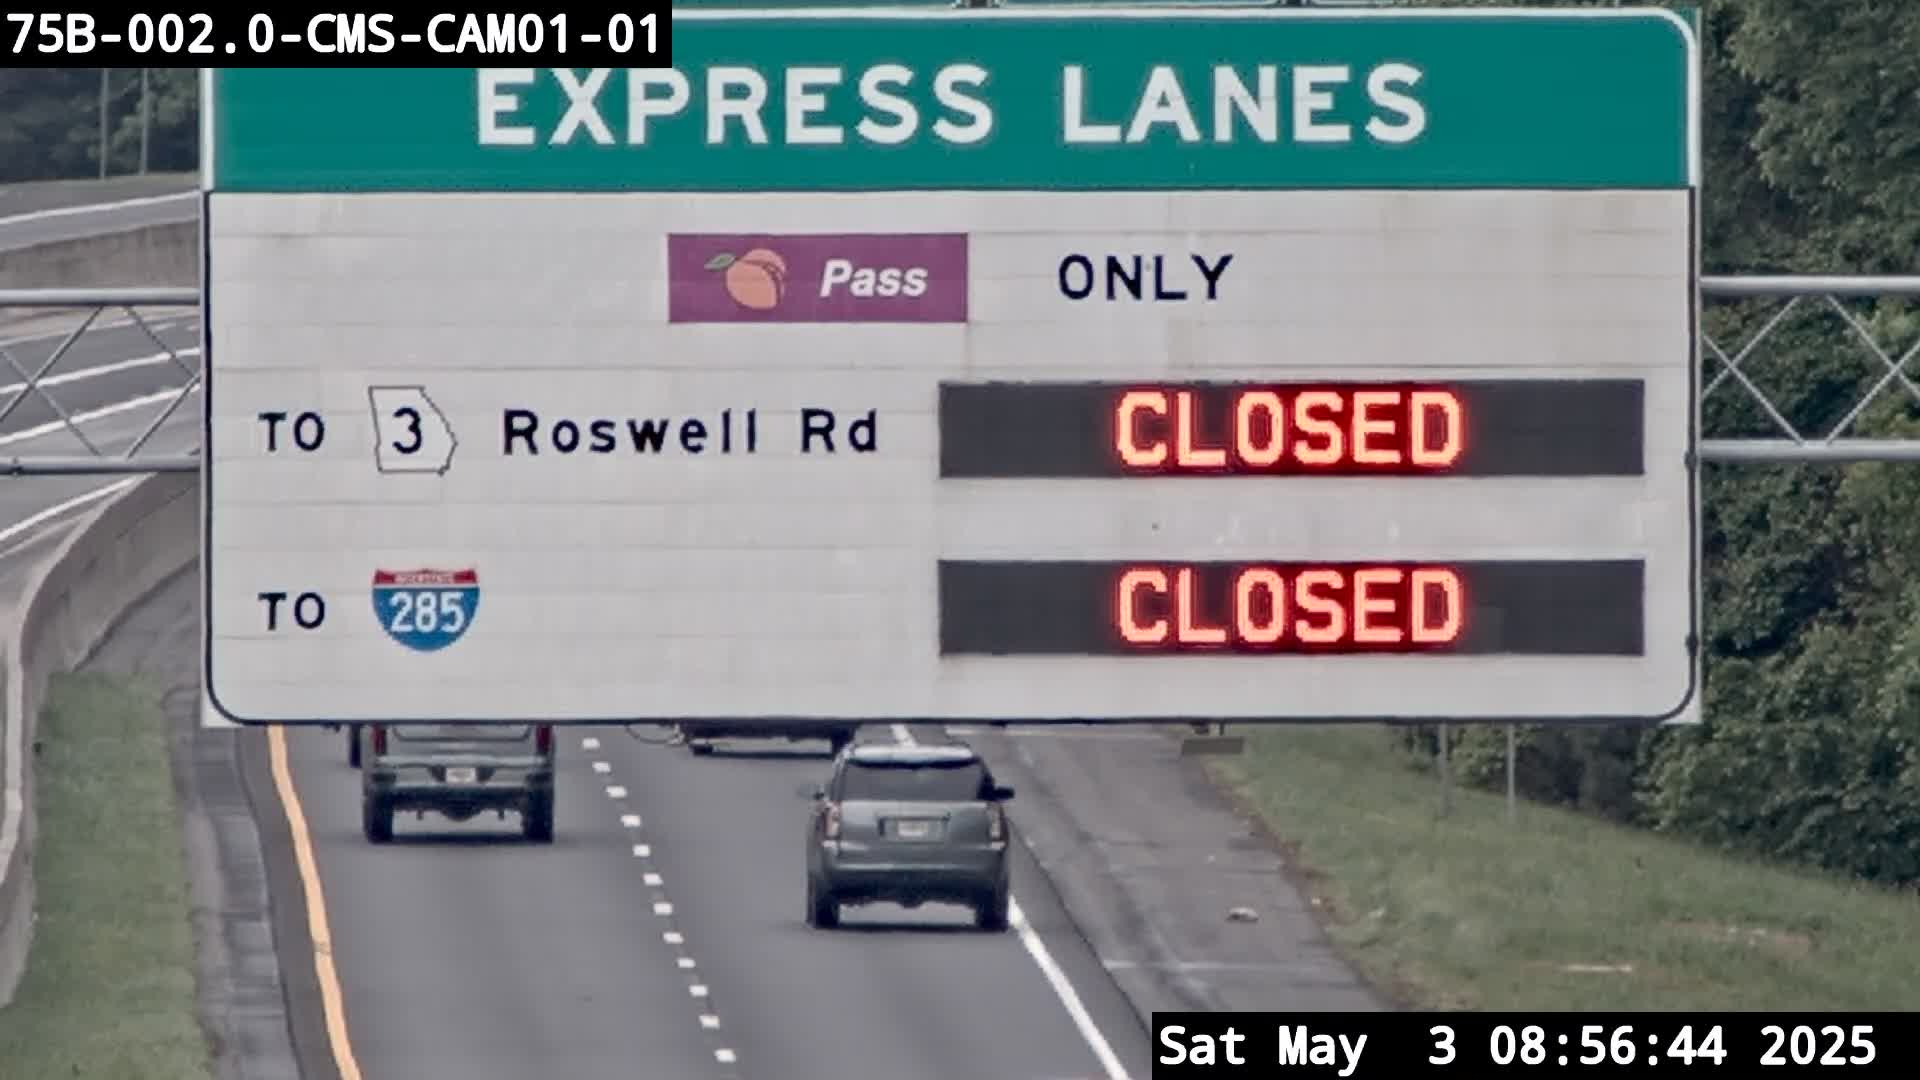 75B-002.0-CMS-CAM01-01
EXPRESS LANES
Pass ONLY
TO 3 Roswell Rd CLOSED
TO 285 CLOSED
Sat May 3 08:56:44 2025